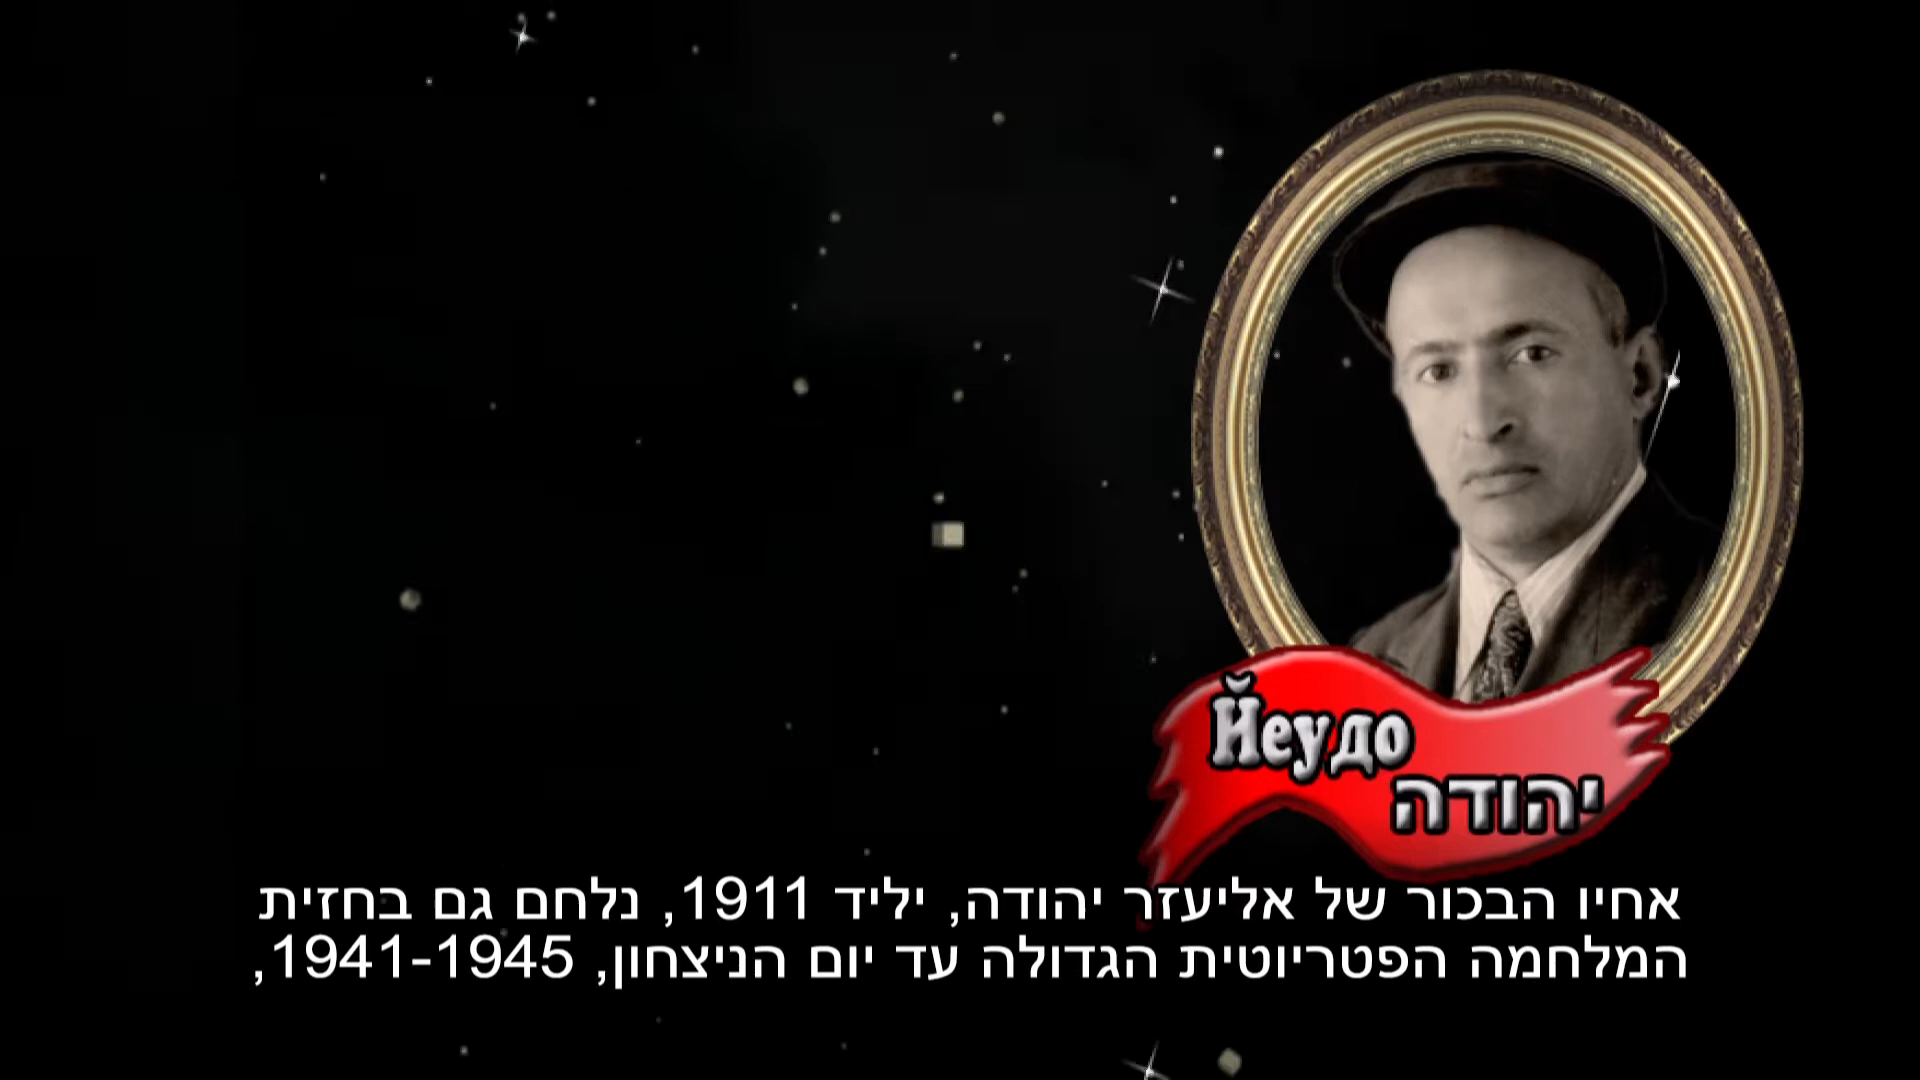 Йеудо
יהודה
אחיו הבכור של אליעזר יהודה, יליד 1911, נלחם גם בחזית
המלחמה הפטריוטית הגדולה עד יום הניצחון, 1941-1945,